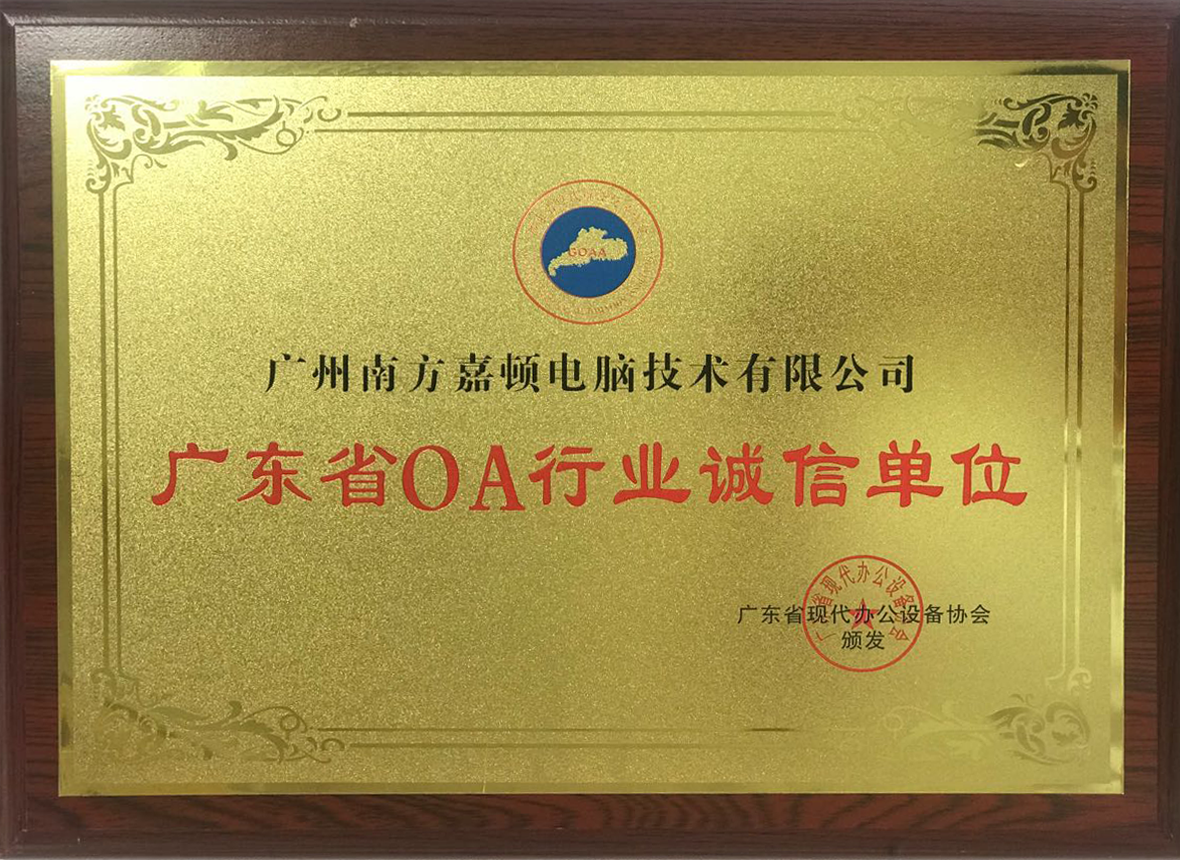 GOAA
广州南方嘉顿电脑技术有限公司
广东省OA行业诚信单位
广东省现代办公设备协会
颁发
广东省现代办公设备协会